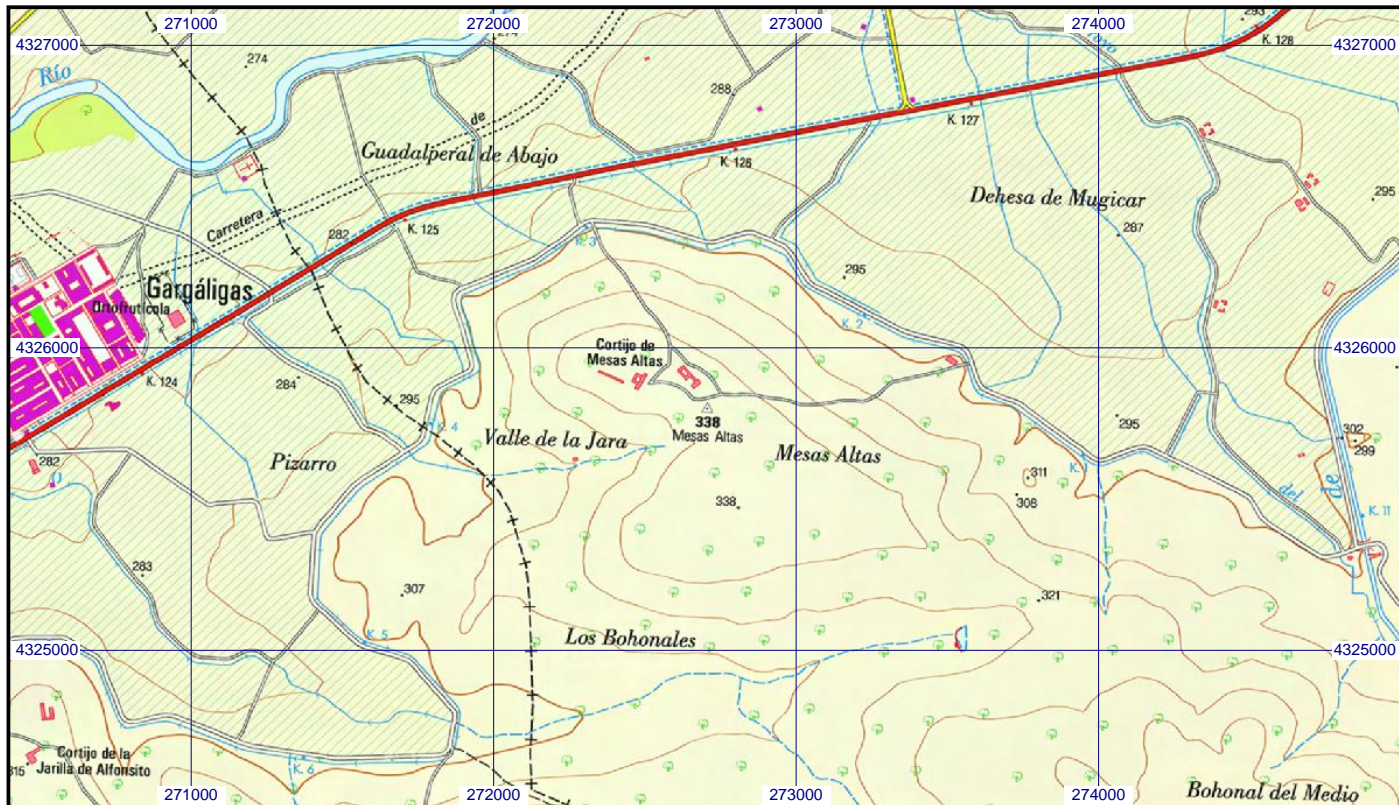 271000
272000
273000
274000
4327000
4327000
293
K. 128
274
274
Río
288
de
K. 127
K. 126
Guadalperal de Abajo
Dehesa de Mugicar
295
Carretera
282
K. 125
K. 3
287
295
Gargáligas
Ortofrutícola
K. 2
4326000
4326000
Cortijo de
Mesas Altas
K. 124
284
295
338
Mesas Altas
295
K. 4
Valle de la Jara
Mesas Altas
302
299
282
Pizarro
K. 1
311
308
del
de
338
K. 11
283
307
321
Los Bohonales
K. 5
4325000
4325000
Cortijo de la
Jarilla de Alfonsito
315
K. 6
Bohonal del Medio
271000
272000
273000
274000